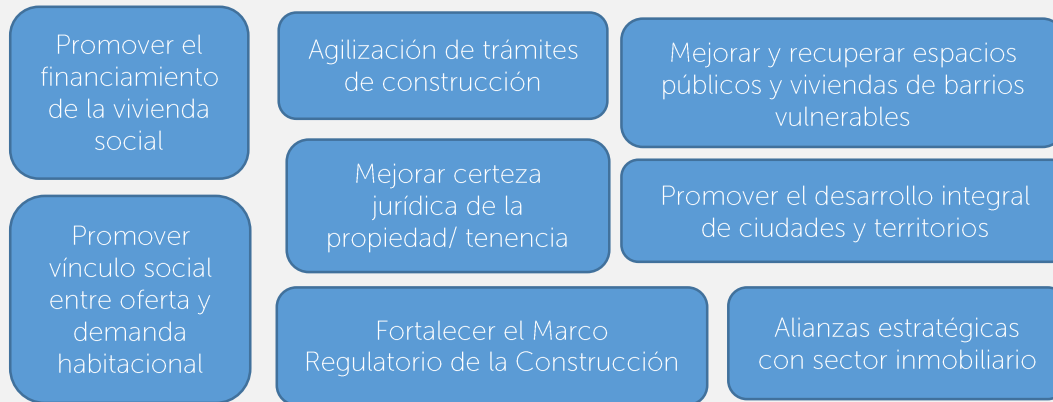 Promover el
financiamiento
de la vivienda
social
Agilización de trámites
de construcción
Mejorar y recuperar espacios
públicos y viviendas de barrios
vulnerables
Promover
vínculo social
entre oferta y
demanda
habitacional
Mejorar certeza
jurídica de la
propiedad/ tenencia
Promover el desarrollo integral
de ciudades y territorios
Fortalecer el Marco
Regulatorio de la Construcción
Alianzas estratégicas
con sector inmobiliario